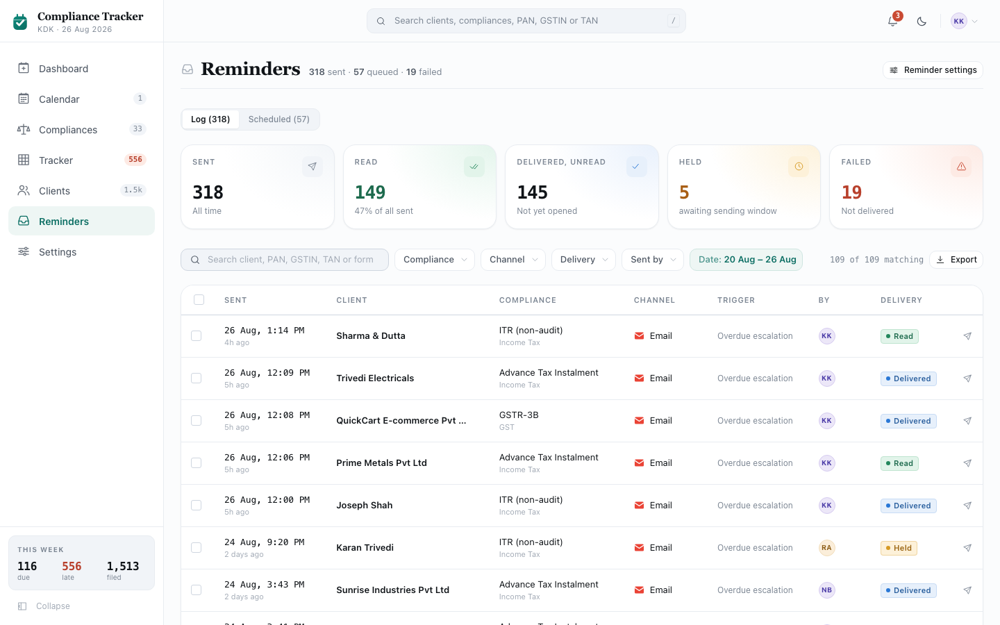 Compliance Tracker
KDK · 26 Aug 2026
Search clients, compliances, PAN, GSTIN or TAN /
3
KK
Dashboard
Calendar 1
Compliances 33
Tracker 556
Clients 1.5k
Reminders
Settings
THIS WEEK
116 556 1,513
due late filed
Collapse
Reminders 318 sent · 57 queued · 19 failed
Reminder settings
Log (318) Scheduled (57)
SENT
318
All time
READ
149
47% of all sent
DELIVERED, UNREAD
145
Not yet opened
HELD
5
awaiting sending window
FAILED
19
Not delivered
Search client, PAN, GSTIN, TAN or form
Compliance Channel Delivery Sent by Date: 20 Aug – 26 Aug
109 of 109 matching Export
SENT CLIENT COMPLIANCE CHANNEL TRIGGER BY DELIVERY
26 Aug, 1:14 PM Sharma & Dutta ITR (non-audit) Email Overdue escalation KK Read
4h ago Income Tax
26 Aug, 12:09 PM Trivedi Electricals Advance Tax Instalment Email Overdue escalation KK Delivered
5h ago Income Tax
26 Aug, 12:08 PM QuickCart E-commerce Pvt ... GSTR-3B Email Overdue escalation KK Delivered
5h ago GST
26 Aug, 12:06 PM Prime Metals Pvt Ltd Advance Tax Instalment Email Overdue escalation KK Read
5h ago Income Tax
26 Aug, 12:00 PM Joseph Shah ITR (non-audit) Email Overdue escalation KK Delivered
5h ago Income Tax
24 Aug, 9:20 PM Karan Trivedi ITR (non-audit) Email Overdue escalation RA Held
2 days ago Income Tax
24 Aug, 3:43 PM Sunrise Industries Pvt Ltd Advance Tax Instalment Email Overdue escalation NB Delivered
2 days ago Income Tax